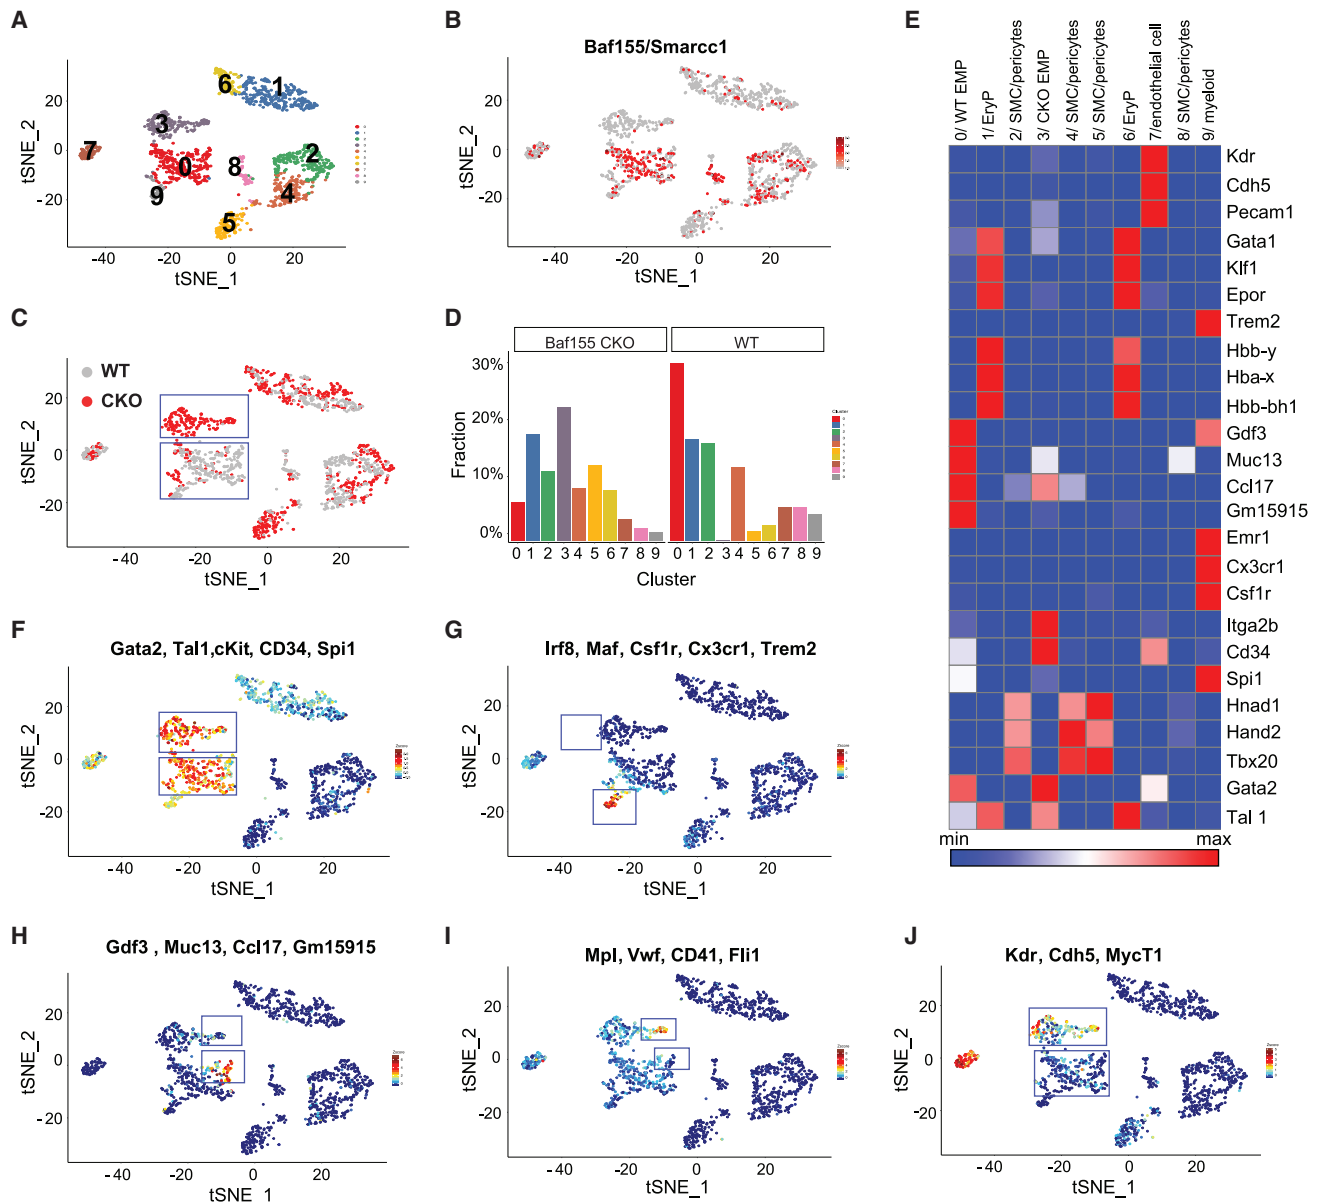 A
6
1
3
7
0
8
2
9
4
5
20
0
-20
tSNE_2
-40
-20
0
20
tSNE_1
B
Baf155/Smarcc1
20
0
-20
tSNE_2
-40
-20
0
20
tSNE_1
C
WT
CKO
20
0
-20
tSNE_2
-40
-20
0
20
tSNE_1
D
Baf155 CKO
WT
30%
20%
10%
0%
Fraction
0 1 2 3 4 5 6 7 8 9
0 1 2 3 4 5 6 7 8 9
Cluster
Cluster
E
0/ WT EMP
1/ EryP
2/ SMC/pericytes
3/ CKO EMP
4/ SMC/pericytes
5/ SMC/pericytes
6/ EryP
7/endothelial cell
8/ SMC/pericytes
9/ myeloid
Kdr
Cdh5
Pecam1
Gata1
Klf1
Epor
Trem2
Hbb-y
Hba-x
Hbb-bh1
Gdf3
Muc13
Ccl17
Gm15915
Emr1
Cx3cr1
Csf1r
Itga2b
Cd34
Spi1
Hnad1
Hand2
Tbx20
Gata2
Tal 1
min
max
F
Gata2, Tal1,cKit, CD34, Spi1
20
0
-20
tSNE_2
-40
-20
0
20
tSNE_1
G
Irf8, Maf, Csf1r, Cx3cr1, Trem2
20
0
-20
tSNE_2
-40
-20
0
20
tSNE_1
H
Gdf3 , Muc13, Ccl17, Gm15915
20
0
-20
tSNE_2
-40
-20
0
20
tSNE_1
I
Mpl, Vwf, CD41, Fli1
20
0
-20
tSNE_2
-40
-20
0
20
tSNE_1
J
Kdr, Cdh5, MycT1
20
0
-20
tSNE_2
-40
-20
0
20
tSNE_1